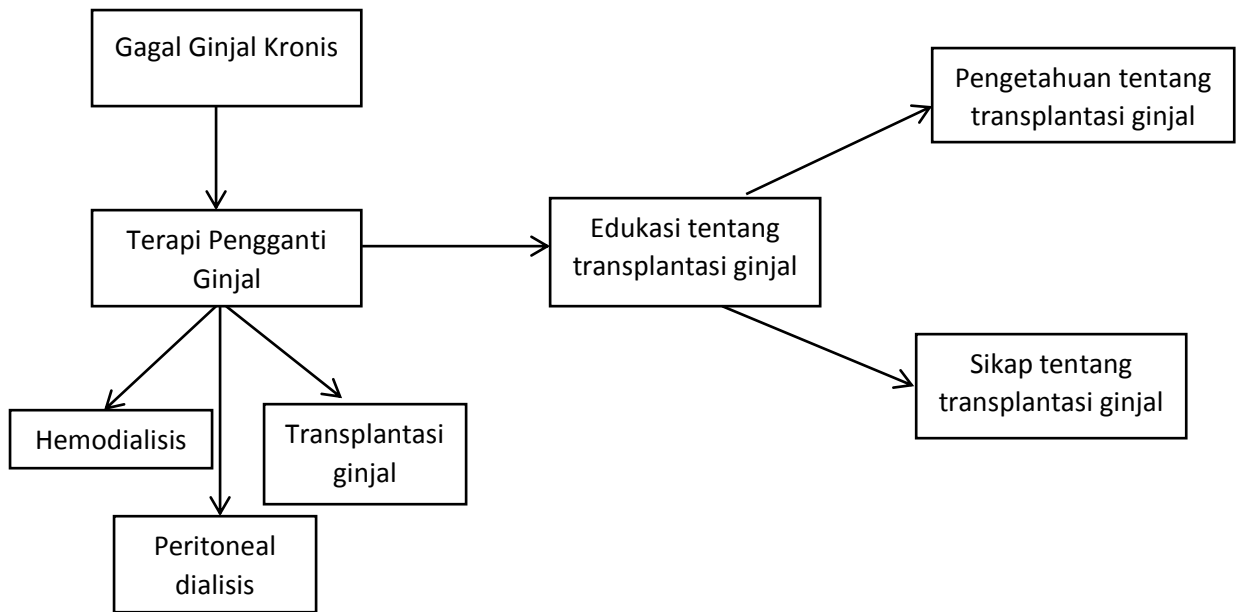 Gagal Ginjal Kronis
Pengetahuan tentang
transplantasi ginjal
Terapi Pengganti
Ginjal
Edukasi tentang
transplantasi ginjal
Sikap tentang
transplantasi ginjal
Hemodialisis
Transplantasi
ginjal
Peritoneal
dialisis